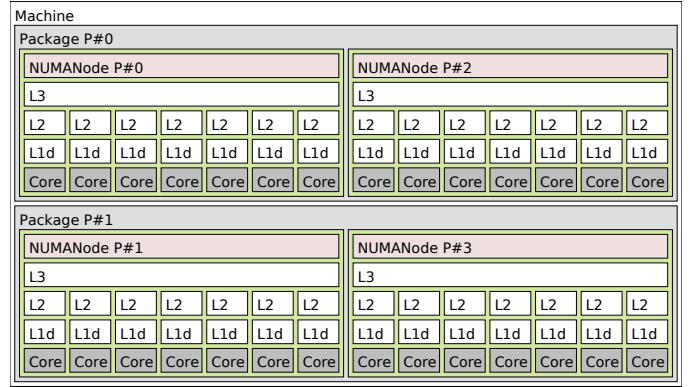 Machine
Package P#0
NUMANode P#0 NUMANode P#2
L3 L3
L2 L2 L2 L2 L2 L2 L2 L2 L2 L2 L2 L2 L2 L2
L1d L1d L1d L1d L1d L1d L1d L1d L1d L1d L1d L1d L1d L1d
Core Core Core Core Core Core Core Core Core Core Core Core Core Core
Package P#1
NUMANode P#1 NUMANode P#3
L3 L3
L2 L2 L2 L2 L2 L2 L2 L2 L2 L2 L2 L2 L2 L2
L1d L1d L1d L1d L1d L1d L1d L1d L1d L1d L1d L1d L1d L1d
Core Core Core Core Core Core Core Core Core Core Core Core Core Core